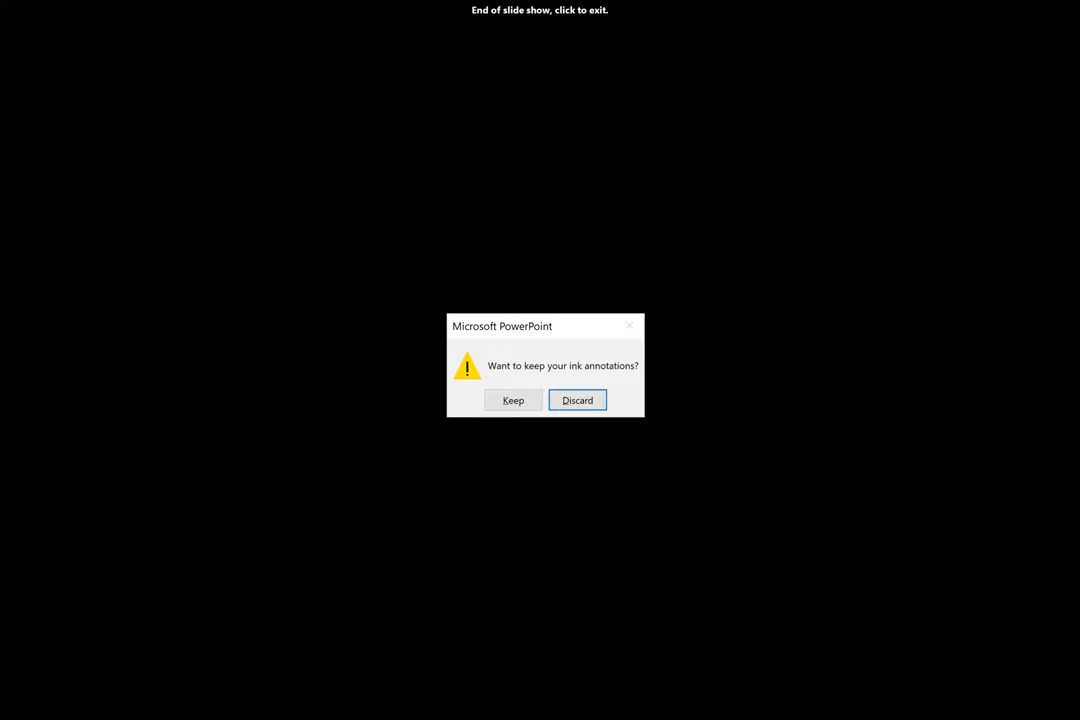 End of slide show, click to exit.
Microsoft PowerPoint
Want to keep your ink annotations?
Keep
Discard